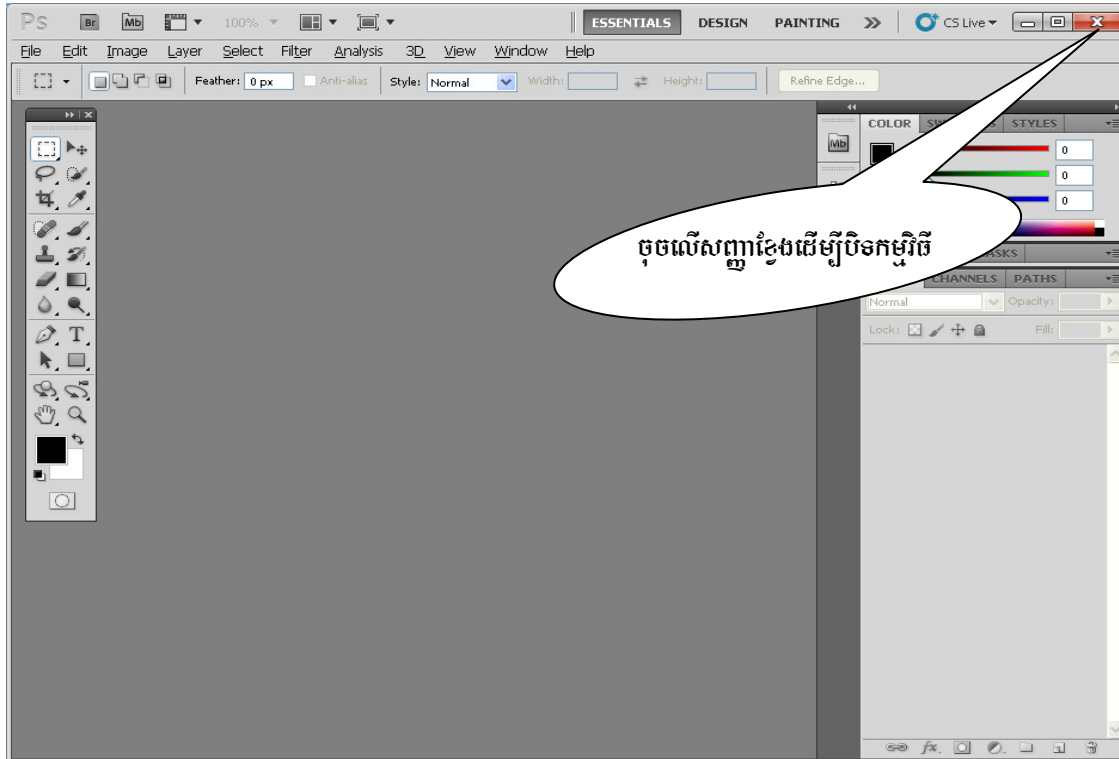 Ps Br Mb 100% ESSENTIALS DESIGN PAINTING CS Live
File Edit Image Layer Select Filter Analysis 3D View Window Help
Feather: 0 px Anti-alias Style: Normal Width: Height: Refine Edge...
COLOR STYLES
Mb
0
0
0
ចុចលើសញ្ញាខ្វែងដើម្បីបិទកម្មវិធី
CHANNELS PATHS
Normal Opacity:
Lock: Fill:
T
fx